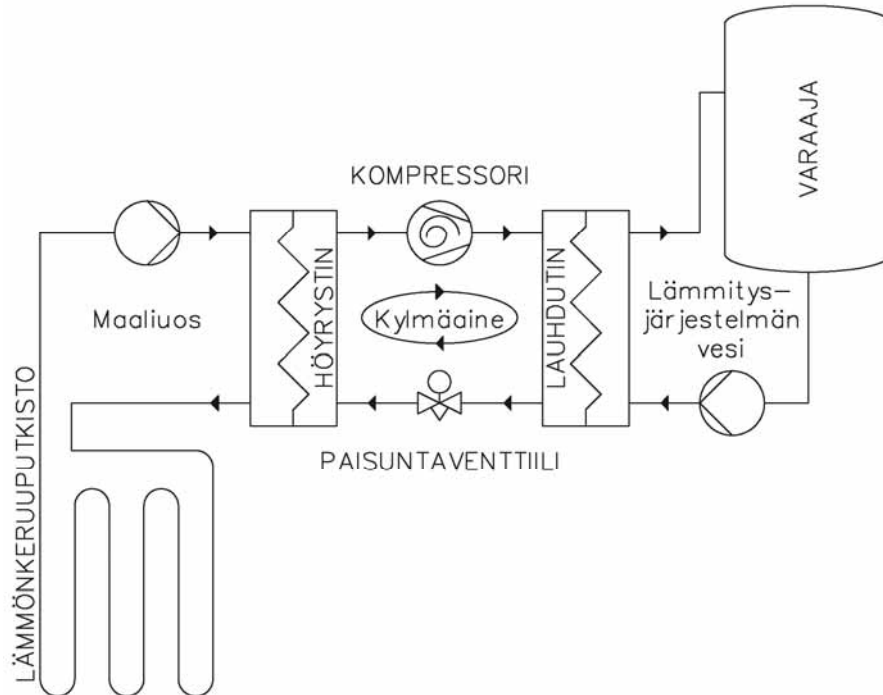 VARAAJA
KOMPRESSORI
Maaliuos
HÖYRYSTIN
Kylmäaine
LAUHDUTIN
Lämmitys-
järjestelmän
vesi
PAISUNTAVENTTIILI
LÄMMÖNKERUUPUTKISTO